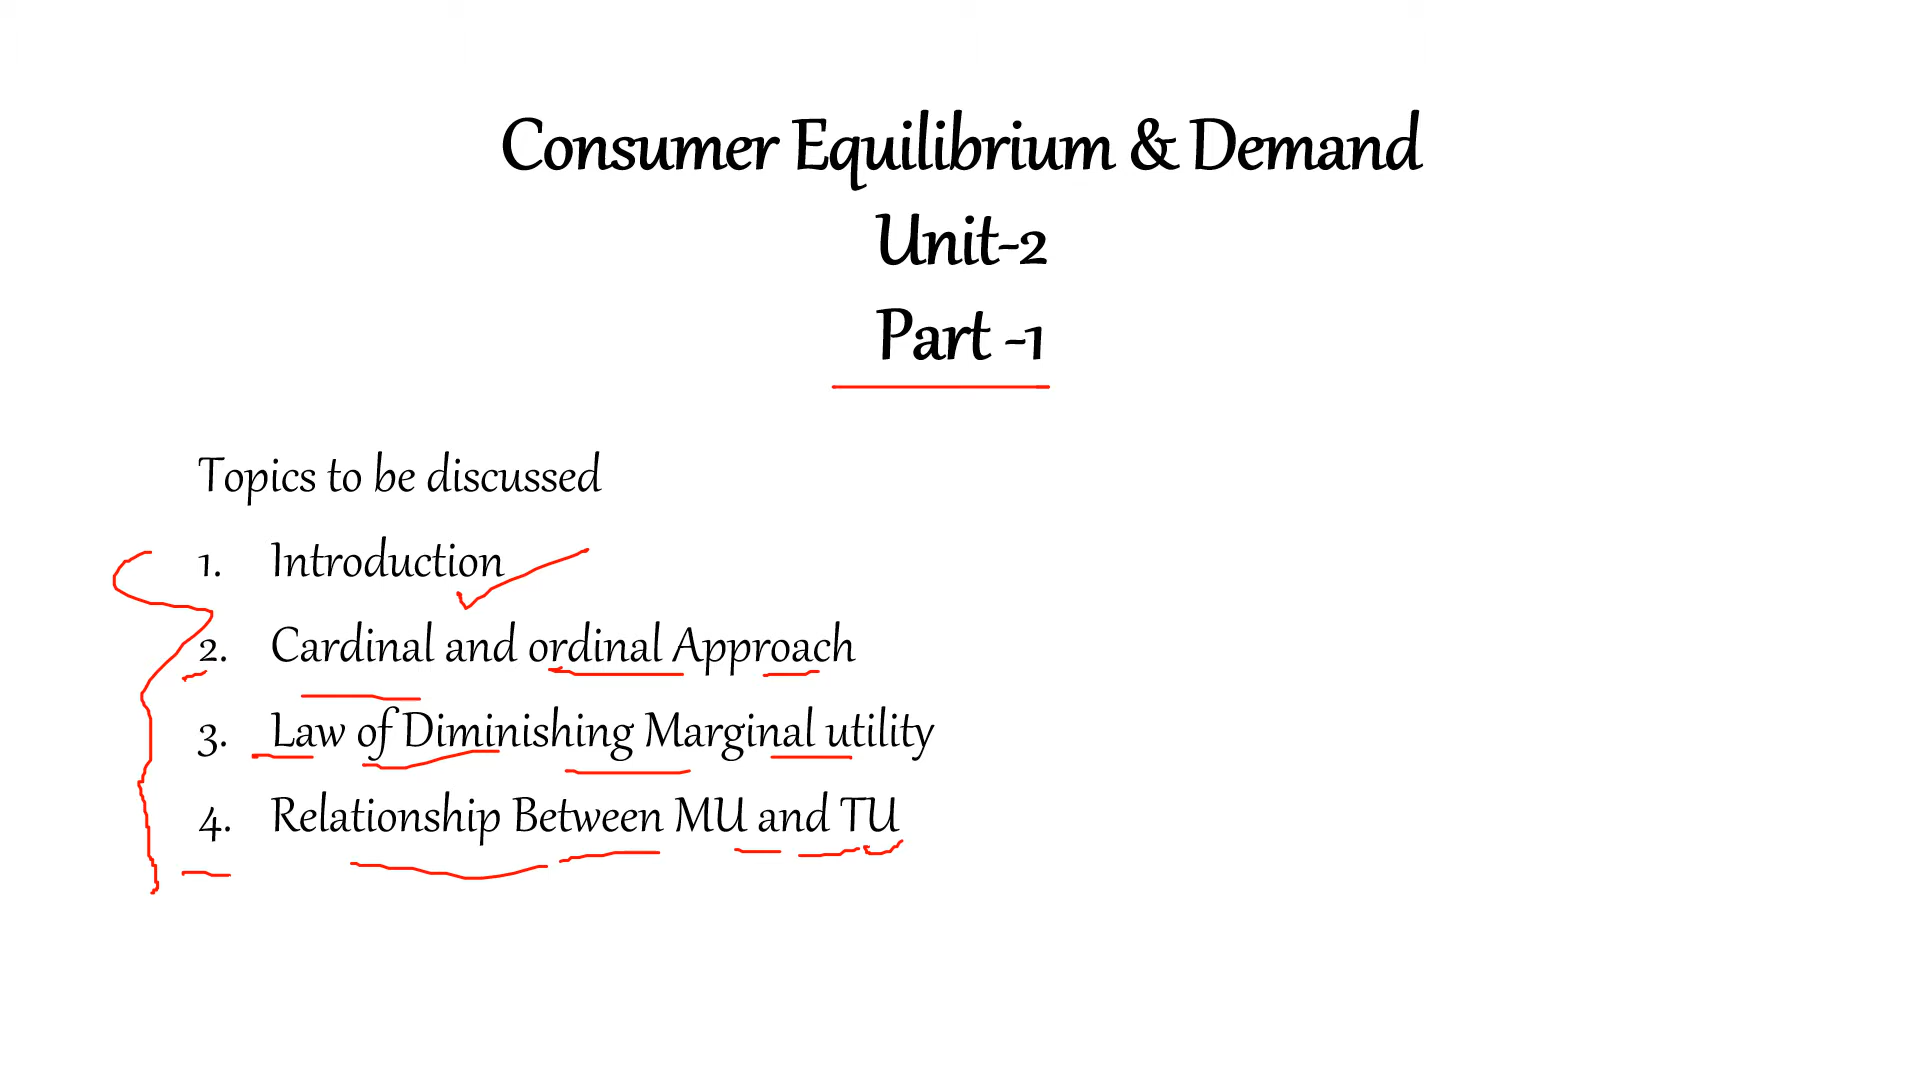 Consumer Equilibrium & Demand
Unit-2
Part -1
Topics to be discussed
1. Introduction
2. Cardinal and ordinal Approach
3. Law of Diminishing Marginal utility
4. Relationship Between MU and TU